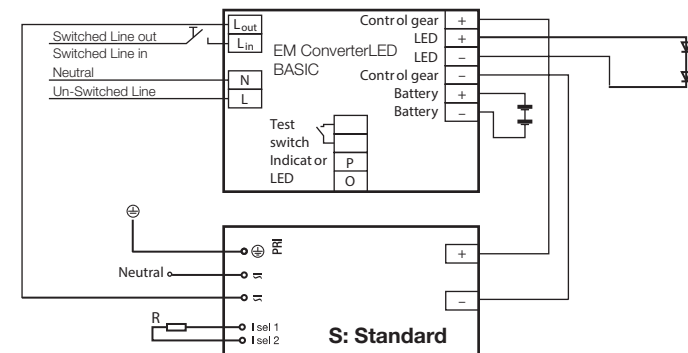 Switched Line out
Switched Line in
Neutral
Un-Switched Line
Lout
Lin
N
L
EM ConverterLED
BASIC
Control gear +
LED +
LED –
Control gear –
Battery +
Battery –
Test
switch
Indicator P
LED O
PRI
Neutral
R
I sel 1
I sel 2
+
–
S: Standard